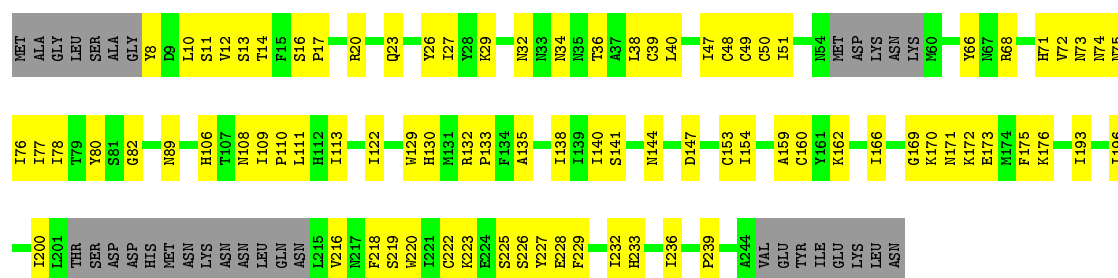 MET ALA GLY LEU SER ALA GLY Y8 D9 L10 S11 V12 S13 T14 F15 S16 P17 R20 Q23 Y26 I27 Y28 K29 N32 N33 N34 N35 T36 A37 L38 C39 L40 I47 C48 C49 C50 I51 N54 MET ASP LYS ASN LYS M60 Y66 N67 R68 H71 V72 N73 N74 N75
I76 I77 I78 T79 Y80 S81 G82 N89 H106 T107 N108 I109 P110 L111 H112 I113 I122 W129 H130 M131 R132 P133 F134 A135 I138 I139 I140 S141 N144 D147 C153 I154 A159 C160 Y161 K162 I166 G169 K170 N171 K172 E173 M174 F175 K176 I193
I200 L201 THR SER ASP ASP HIS MET ASN LYS ASN ASN LEU GLN ASN L215 V216 N217 F218 S219 W220 I221 C222 K223 E224 S225 S226 Y227 E228 F229 I232 H233 I236 P239 A244 VAL GLU TYR ILE GLU LYS LEU ASN